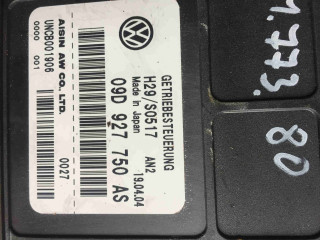 GETRIEBESTEUERUNG
H29/S0517 AN2
Made in Japan 19.04.04
09D 927 750 AS
AISIN AW CO., LTD.
UNCB001906
0000 001
0027
80